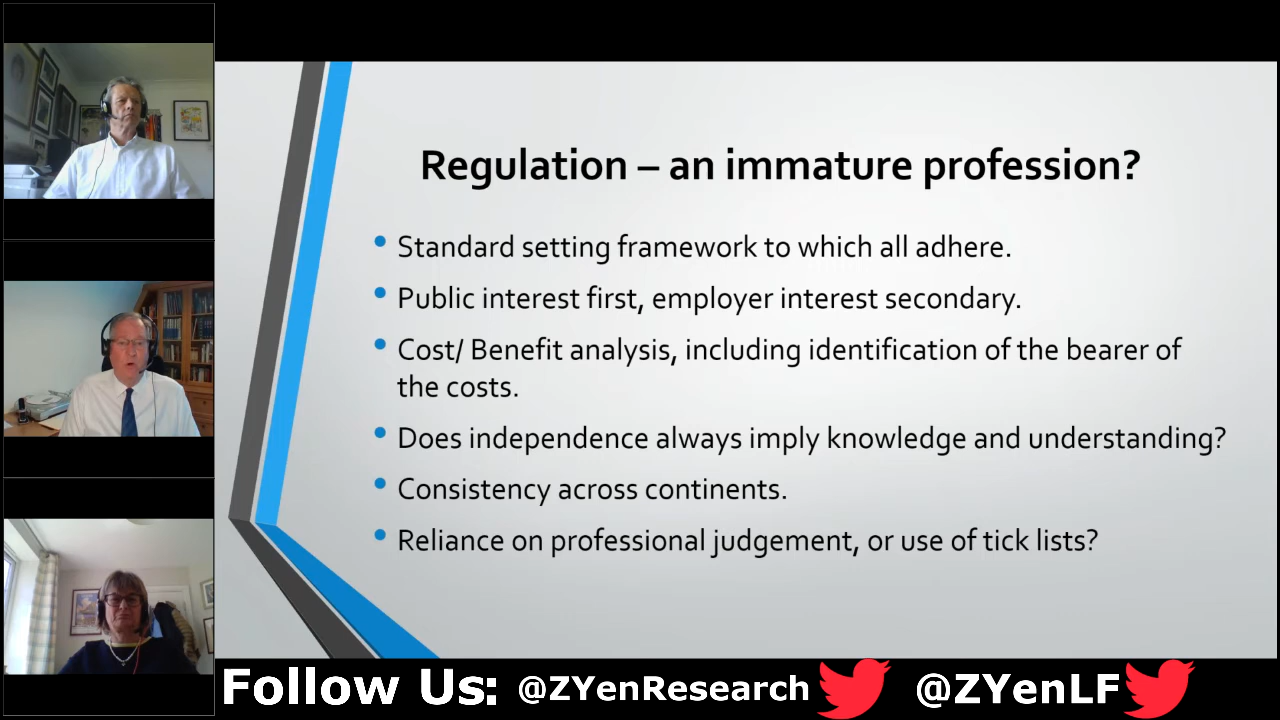 Regulation – an immature profession?
Standard setting framework to which all adhere.
Public interest first, employer interest secondary.
Cost/ Benefit analysis, including identification of the bearer of
the costs.
Does independence always imply knowledge and understanding?
Consistency across continents.
Reliance on professional judgement, or use of tick lists?
Follow Us: @ZYenResearch @ZYenLF